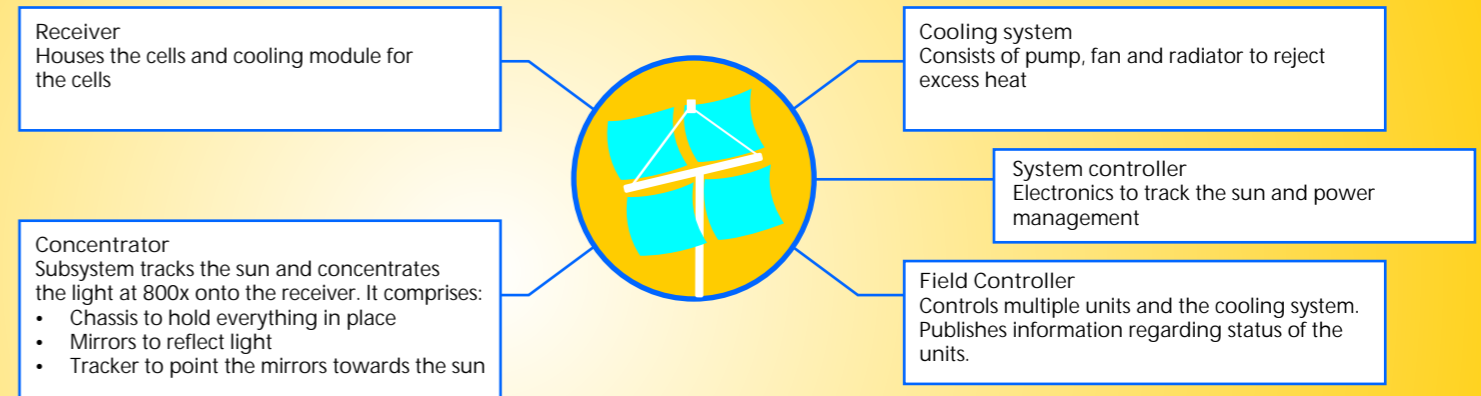 Receiver
Houses the cells and cooling module for
the cells
Concentrator
Subsystem tracks the sun and concentrates
the light at 800x onto the receiver. It comprises:
• Chassis to hold everything in place
• Mirrors to reflect light
• Tracker to point the mirrors towards the sun
Cooling system
Consists of pump, fan and radiator to reject
excess heat
System controller
Electronics to track the sun and power
management
Field Controller
Controls multiple units and the cooling system.
Publishes information regarding status of the
units.